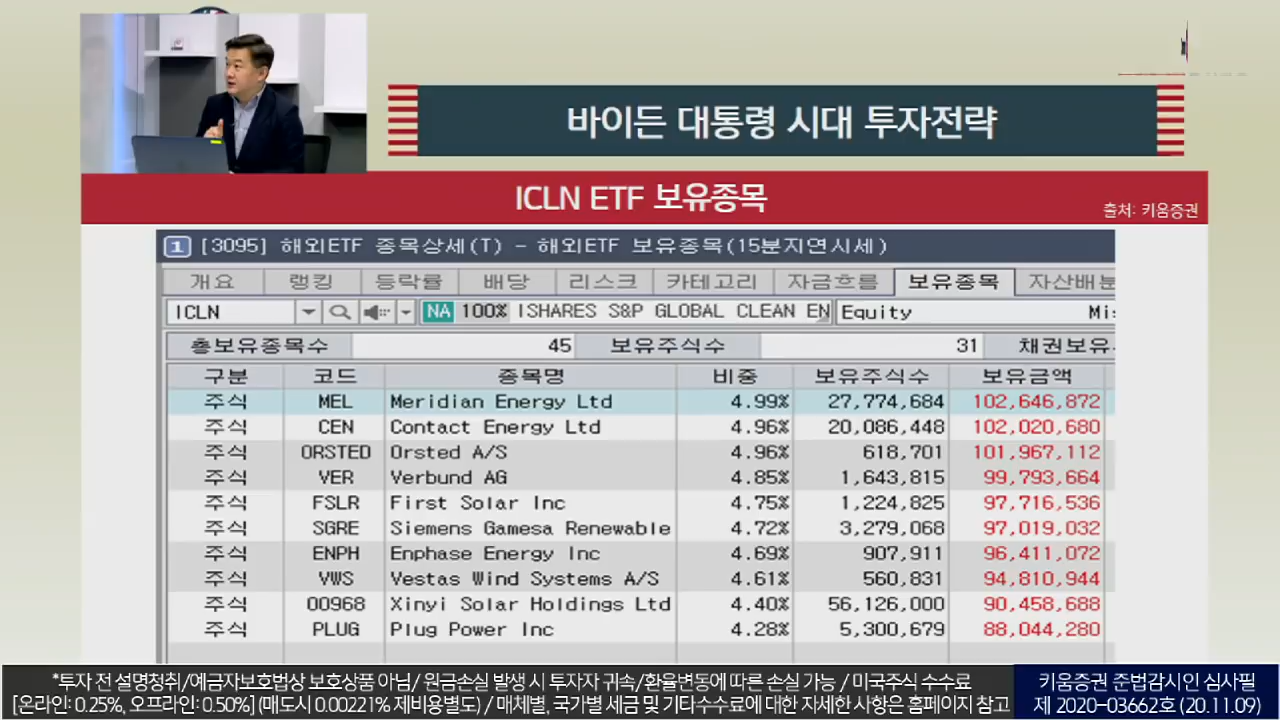 바이든 대통령 시대 투자전략
ICLN ETF 보유종목
출처: 키움증권
1 [3095] 해외ETF 종목상세(T) - 해외ETF 보유종목(15분지연시세)
개요 랭킹 등락률 배당 리스크 카테고리 자금흐름 보유종목 자산배분
ICLN NA 100% ISHARES S&P GLOBAL CLEAN EN Equity Mis
총보유종목수 45 보유주식수 31 채권보유
구분 코드 종목명 비중 보유주식수 보유금액
주식 MEL Meridian Energy Ltd 4.99% 27,774,684 102,646,872
주식 CEN Contact Energy Ltd 4.96% 20,086,448 102,020,680
주식 ORSTED Orsted A/S 4.96% 618,701 101,967,112
주식 VER Verbund AG 4.85% 1,643,815 99,793,664
주식 FSLR First Solar Inc 4.75% 1,224,825 97,716,536
주식 SGRE Siemens Gamesa Renewable 4.72% 3,279,068 97,019,032
주식 ENPH Enphase Energy Inc 4.69% 907,911 96,411,072
주식 VWS Vestas Wind Systems A/S 4.61% 560,831 94,810,944
주식 00968 Xinyi Solar Holdings Ltd 4.40% 56,126,000 90,458,688
주식 PLUG Plug Power Inc 4.28% 5,300,679 88,044,280
*투자 전 설명청취/예금자보호법상 보호상품 아님/ 원금손실 발생 시 투자자 귀속/환율변동에 따른 손실 가능 / 미국주식 수수료
[온라인: 0.25%, 오프라인: 0.50%] (매도시 0.00221% 제비용별도) / 매체별, 국가별 세금 및 기타수수료에 대한 자세한 사항은 홈페이지 참고
키움증권 준법감시인 심사필
제 2020-03662호 (20.11.09)